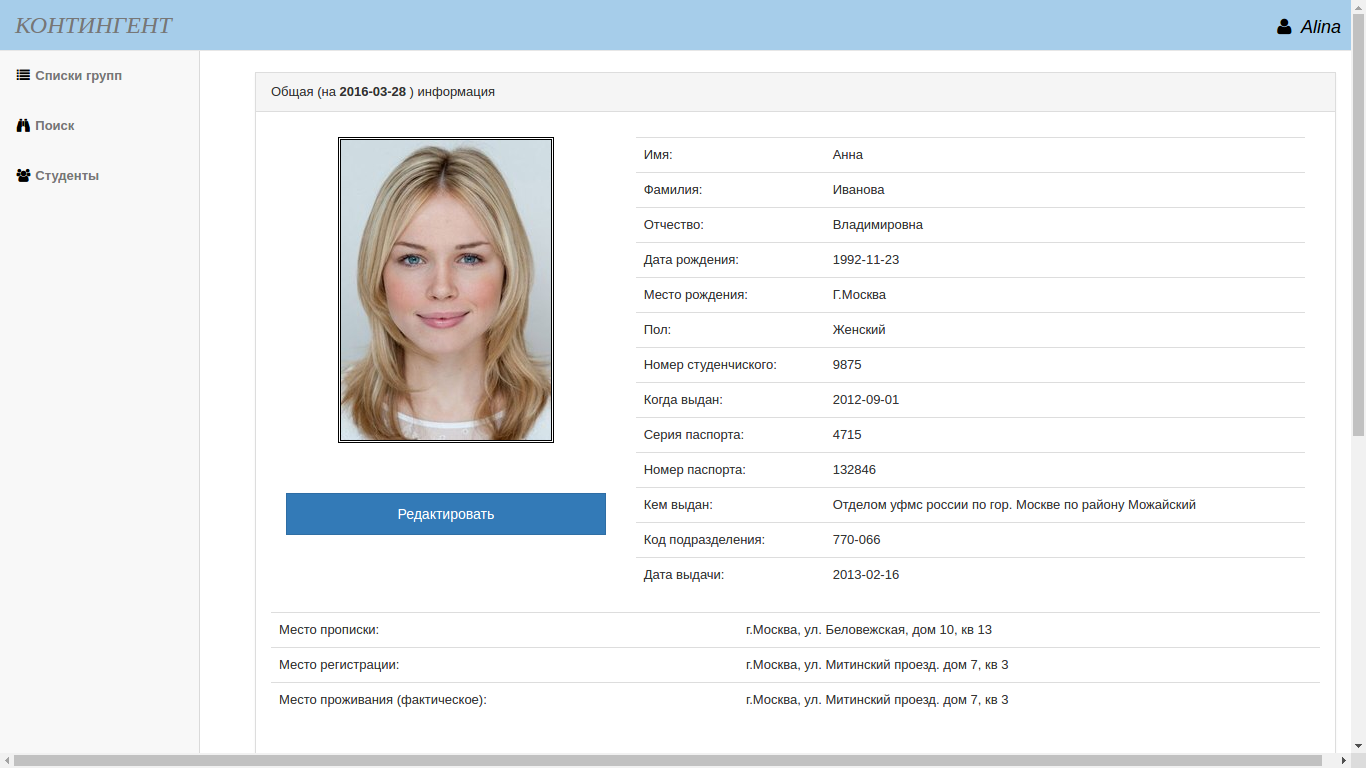 КОНТИНГЕНТ
Alina
Списки групп
Поиск
Студенты
Общая (на 2016-03-28 ) информация
Имя: Анна
Фамилия: Иванова
Отчество: Владимировна
Дата рождения: 1992-11-23
Место рождения: Г.Москва
Пол: Женский
Номер студенчиского: 9875
Когда выдан: 2012-09-01
Серия паспорта: 4715
Номер паспорта: 132846
Кем выдан: Отделом уфмс россии по гор. Москве по району Можайский
Код подразделения: 770-066
Дата выдачи: 2013-02-16
Редактировать
Место прописки: г.Москва, ул. Беловежская, дом 10, кв 13
Место регистрации: г.Москва, ул. Митинский проезд. дом 7, кв 3
Место проживания (фактическое): г.Москва, ул. Митинский проезд. дом 7, кв 3